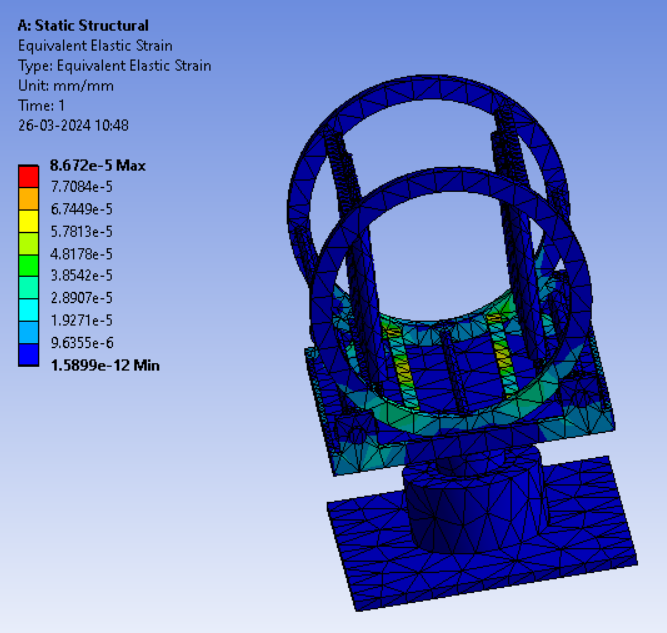 A: Static Structural
Equivalent Elastic Strain
Type: Equivalent Elastic Strain
Unit: mm/mm
Time: 1
26-03-2024 10:48
8.672e-5 Max
7.7084e-5
6.7449e-5
5.7813e-5
4.8178e-5
3.8542e-5
2.8907e-5
1.9271e-5
9.6355e-6
1.5899e-12 Min